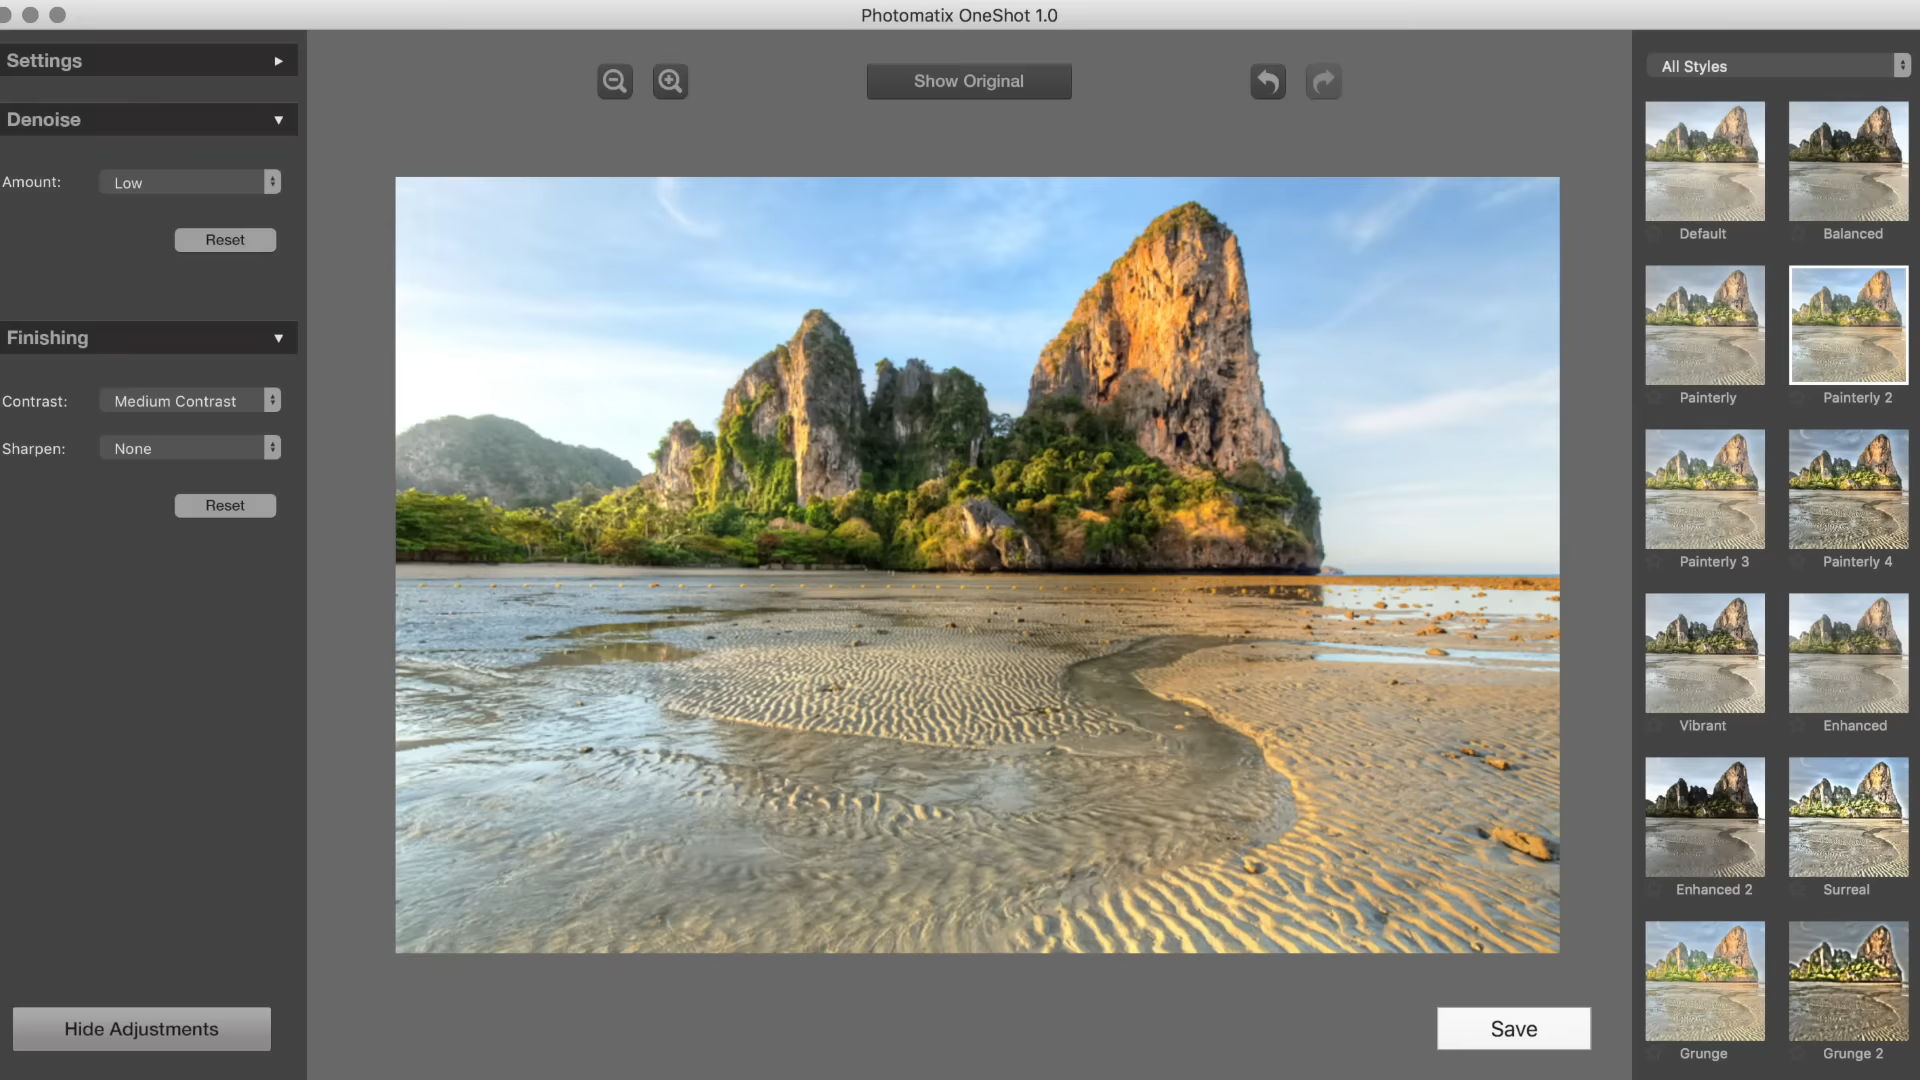 Photomatix OneShot 1.0
Settings
Denoise
Amount: Low
Reset
Finishing
Contrast: Medium Contrast
Sharpen: None
Reset
Hide Adjustments
Show Original
Save
All Styles
Default Balanced
Painterly Painterly 2
Painterly 3 Painterly 4
Vibrant Enhanced
Enhanced 2 Surreal
Grunge Grunge 2